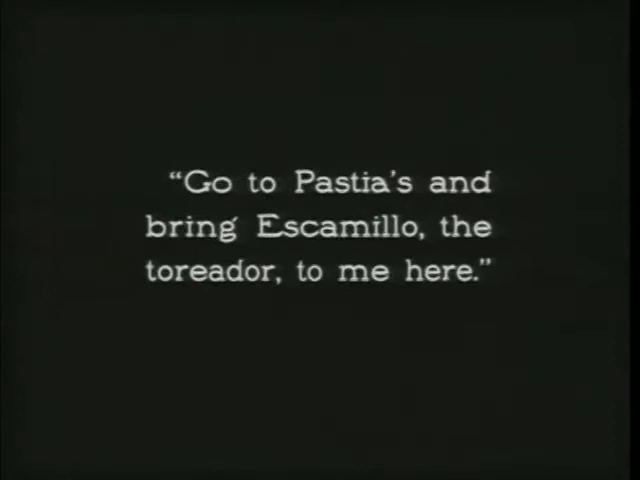 “Go to Pastia's and
bring Escamillo, the
toreador, to me here.”